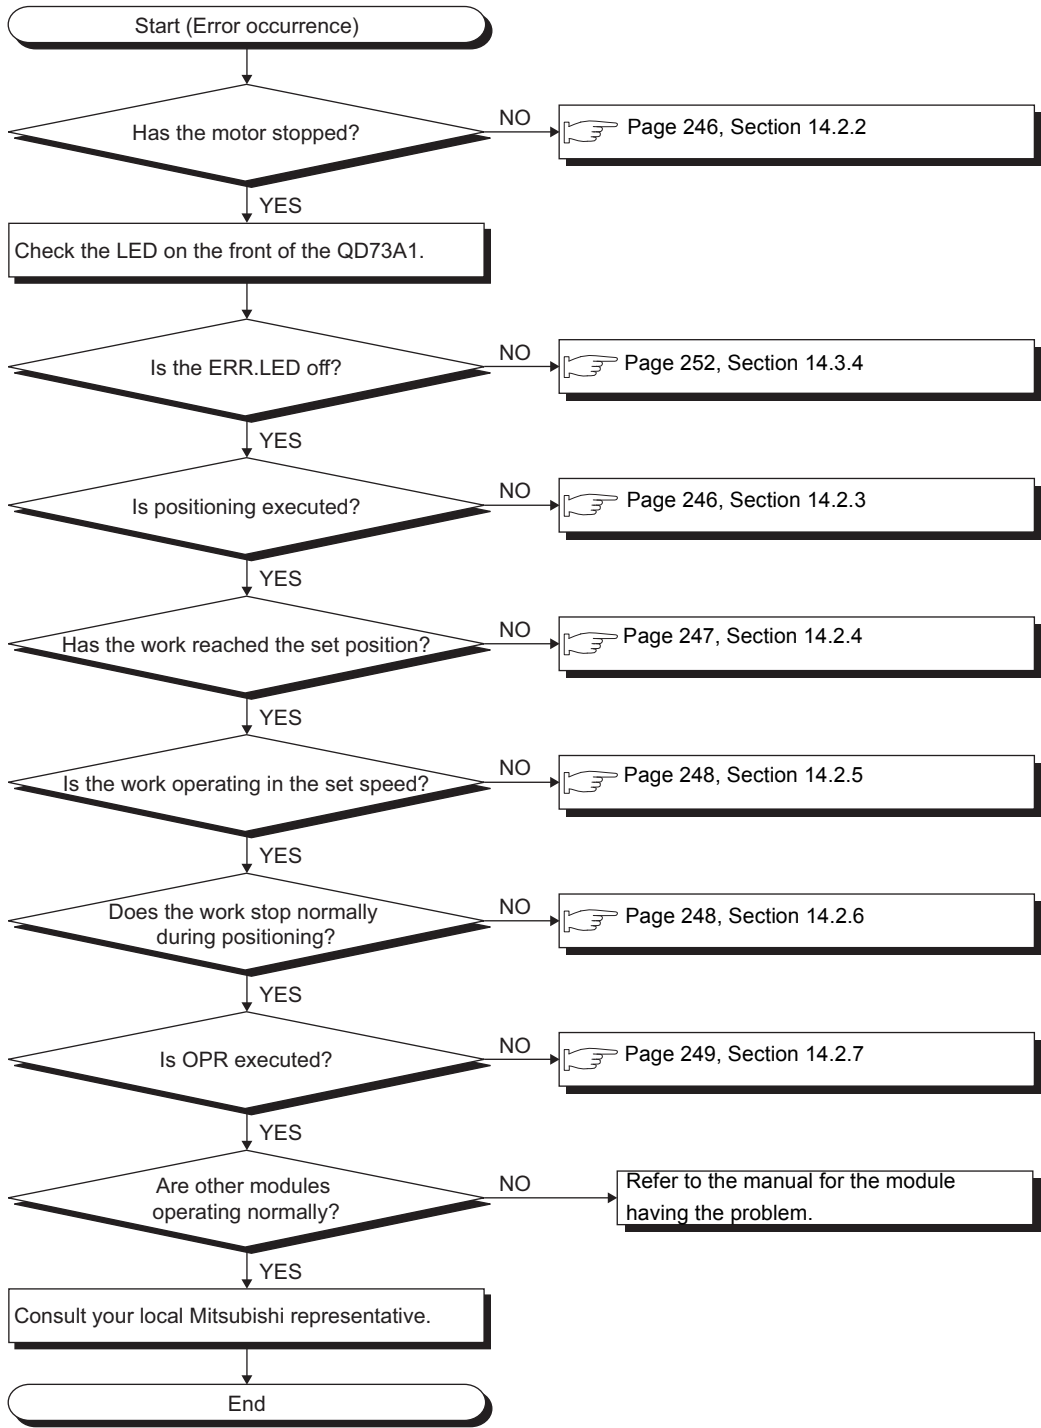 Start (Error occurrence)
Has the motor stopped?
NO
Page 246, Section 14.2.2
YES
Check the LED on the front of the QD73A1.
Is the ERR.LED off?
NO
Page 252, Section 14.3.4
YES
Is positioning executed?
NO
Page 246, Section 14.2.3
YES
Has the work reached the set position?
NO
Page 247, Section 14.2.4
YES
Is the work operating in the set speed?
NO
Page 248, Section 14.2.5
YES
Does the work stop normally
during positioning?
NO
Page 248, Section 14.2.6
YES
Is OPR executed?
NO
Page 249, Section 14.2.7
YES
Are other modules
operating normally?
NO
Refer to the manual for the module
having the problem.
YES
Consult your local Mitsubishi representative.
End